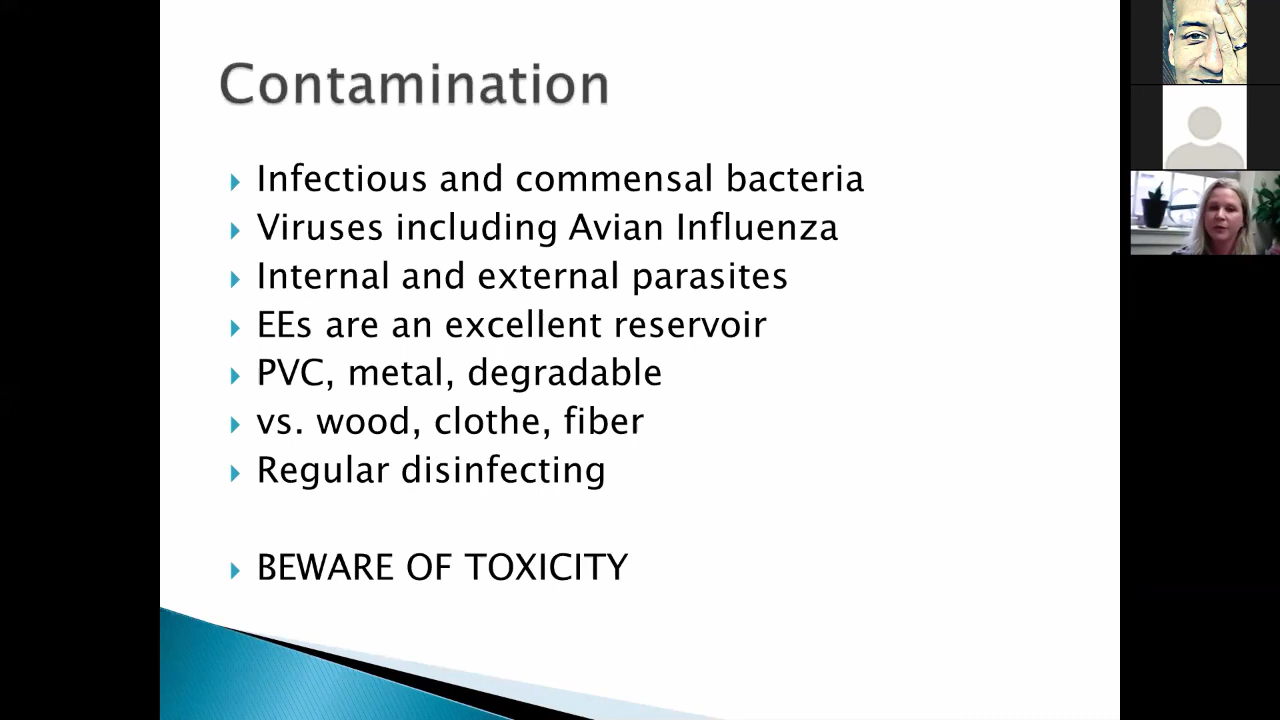 Contamination
Infectious and commensal bacteria
Viruses including Avian Influenza
Internal and external parasites
EEs are an excellent reservoir
PVC, metal, degradable
vs. wood, clothe, fiber
Regular disinfecting
BEWARE OF TOXICITY